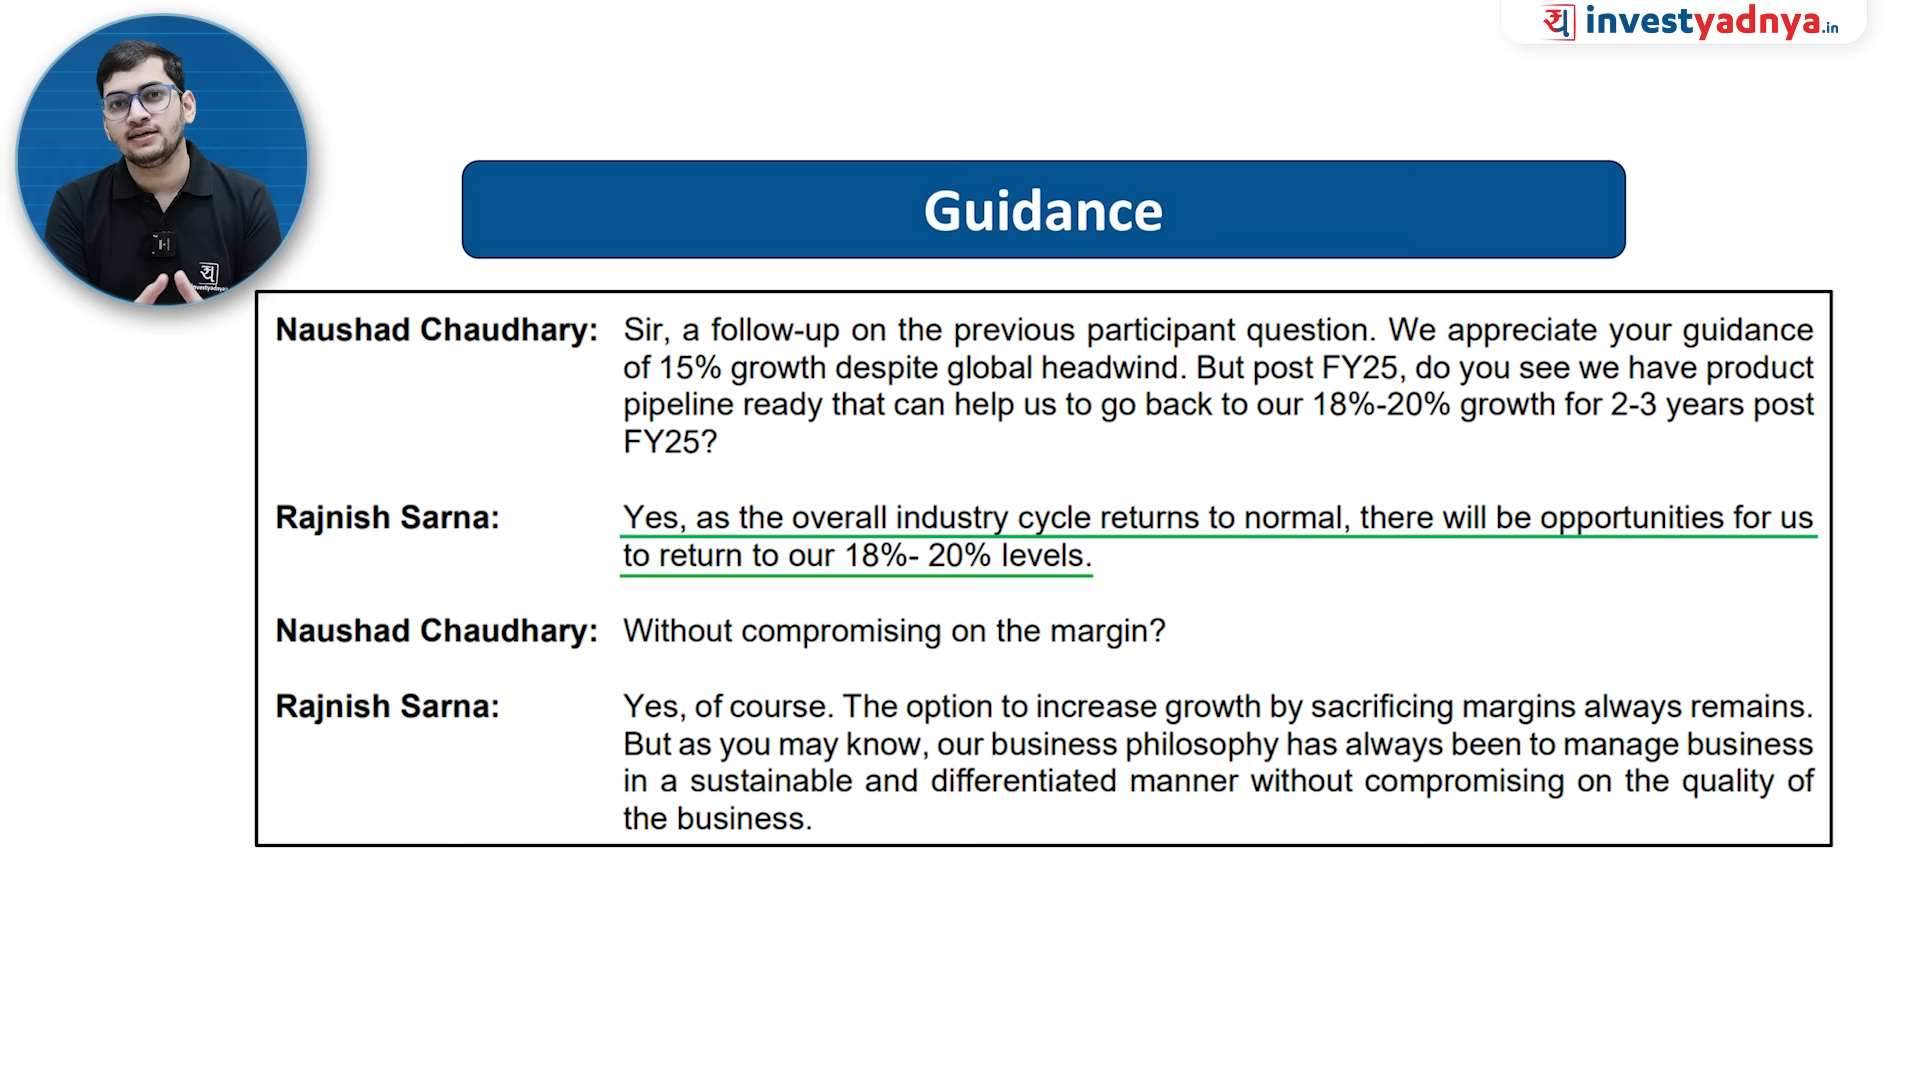 investyadnya.in
Guidance
Naushad Chaudhary: Sir, a follow-up on the previous participant question. We appreciate your guidance
of 15% growth despite global headwind. But post FY25, do you see we have product
pipeline ready that can help us to go back to our 18%-20% growth for 2-3 years post
FY25?
Rajnish Sarna: Yes, as the overall industry cycle returns to normal, there will be opportunities for us
to return to our 18%- 20% levels.
Naushad Chaudhary: Without compromising on the margin?
Rajnish Sarna: Yes, of course. The option to increase growth by sacrificing margins always remains.
But as you may know, our business philosophy has always been to manage business
in a sustainable and differentiated manner without compromising on the quality of
the business.